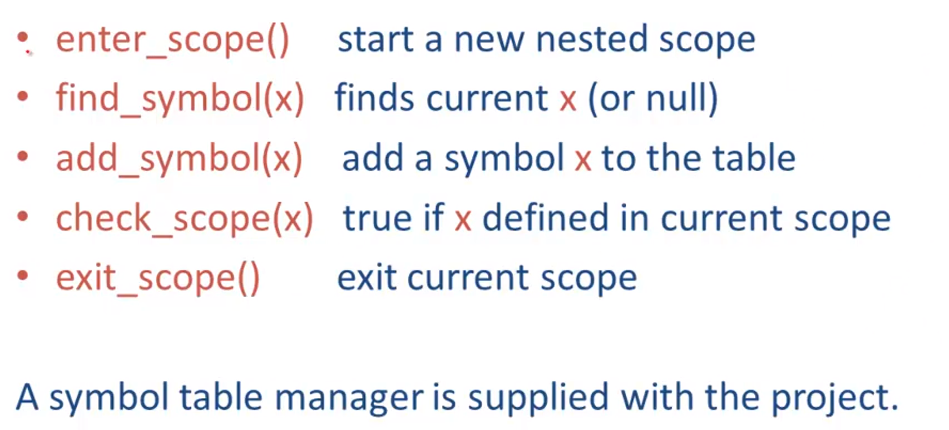 • enter_scope() start a new nested scope
• find_symbol(x) finds current x (or null)
• add_symbol(x) add a symbol x to the table
• check_scope(x) true if x defined in current scope
• exit_scope() exit current scope
A symbol table manager is supplied with the project.